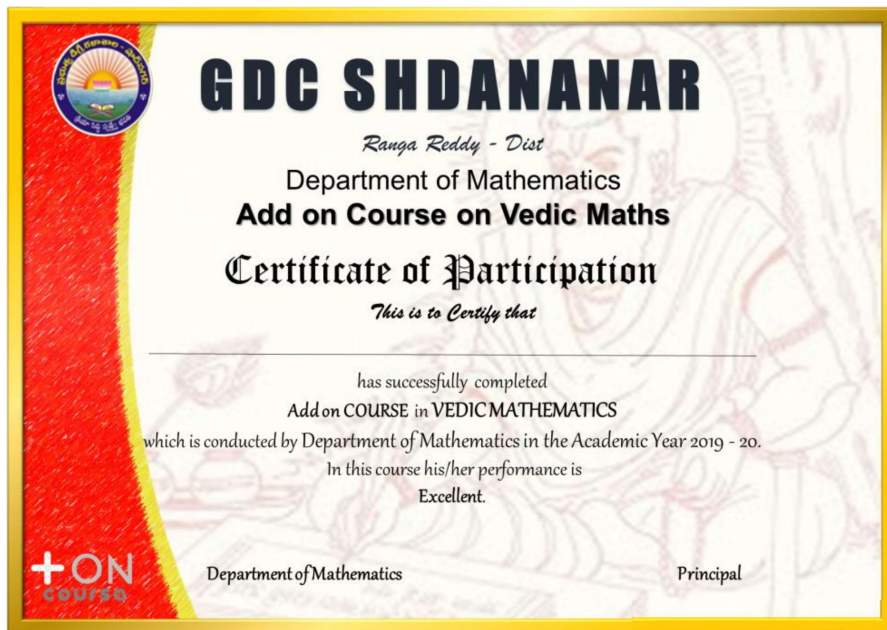 GDC SHDANANAR
Ranga Reddy - Dist
Department of Mathematics
Add on Course on Vedic Maths
Certificate of Participation
This is to Certify that
has successfully completed
Add on COURSE in VEDIC MATHEMATICS
which is conducted by Department of Mathematics in the Academic Year 2019 - 20.
In this course his/her performance is
Excellent.
+ON
course
Department of Mathematics
Principal